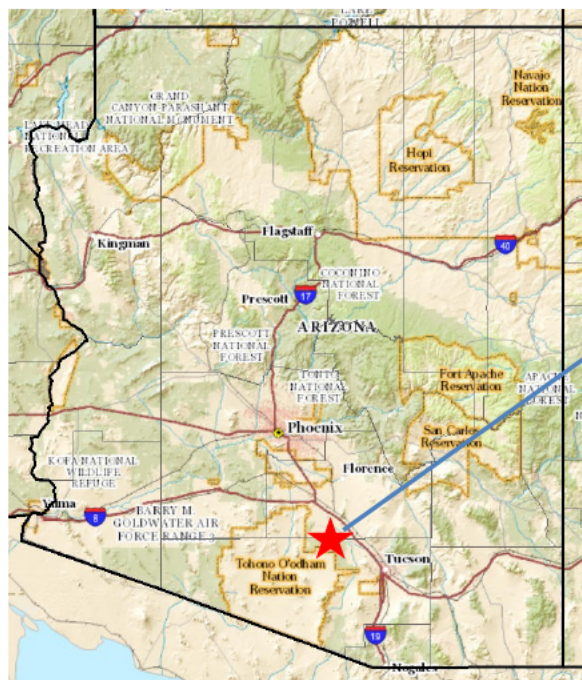 LAKE
POWELL
GRAND
CANYON-PARASHANT
NATIONAL MONUMENT
LAKE MEAD
NATIONAL
RECREATION AREA
Navajo
Nation
Reservation
Hopi
Reservation
Kingman
Flagstaff
40
COCONINO
NATIONAL
FOREST
Prescott
17
ARIZONA
PRESCOTT
NATIONAL
FOREST
TONTO
NATIONAL
FOREST
Fort Apache
Reservation
APACHE
NATIONAL
FOREST
San Carlos
Reservation
Phoenix
Florence
KOFA NATIONAL
WILDLIFE
REFUGE
Yuma
8
BARRY M.
GOLDWATER AIR
FORCE RANGE
Tohono O'odham
Nation
Reservation
Tucson
19
Nogales